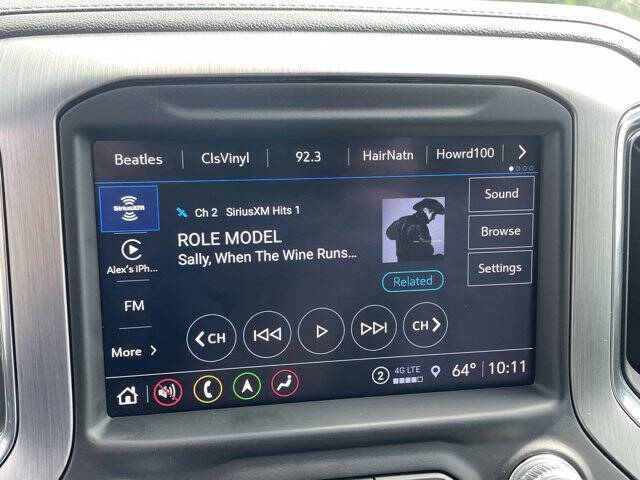 Beatles ClsVinyl 92.3 HairNatn Howrd100
SiriusXM
Ch 2 SiriusXM Hits 1
Sound
ROLE MODEL
Sally, When The Wine Runs...
Browse
Alex's iPh...
Related
Settings
FM
CH CH
More
2 4G LTE 64° 10:11